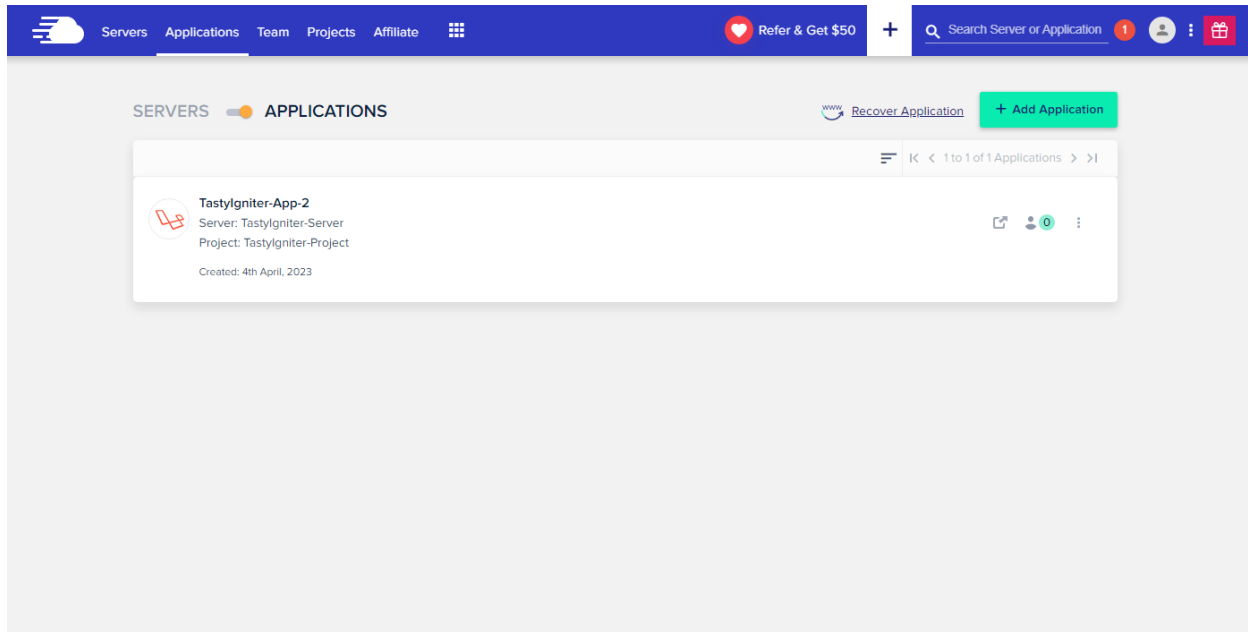 Servers Applications Team Projects Affiliate Refer & Get $50 + Search Server or Application 1
SERVERS APPLICATIONS www Recover Application + Add Application
1 to 1 of 1 Applications
TastyIgniter-App-2
Server: TastyIgniter-Server
Project: TastyIgniter-Project
0
Created: 4th April, 2023